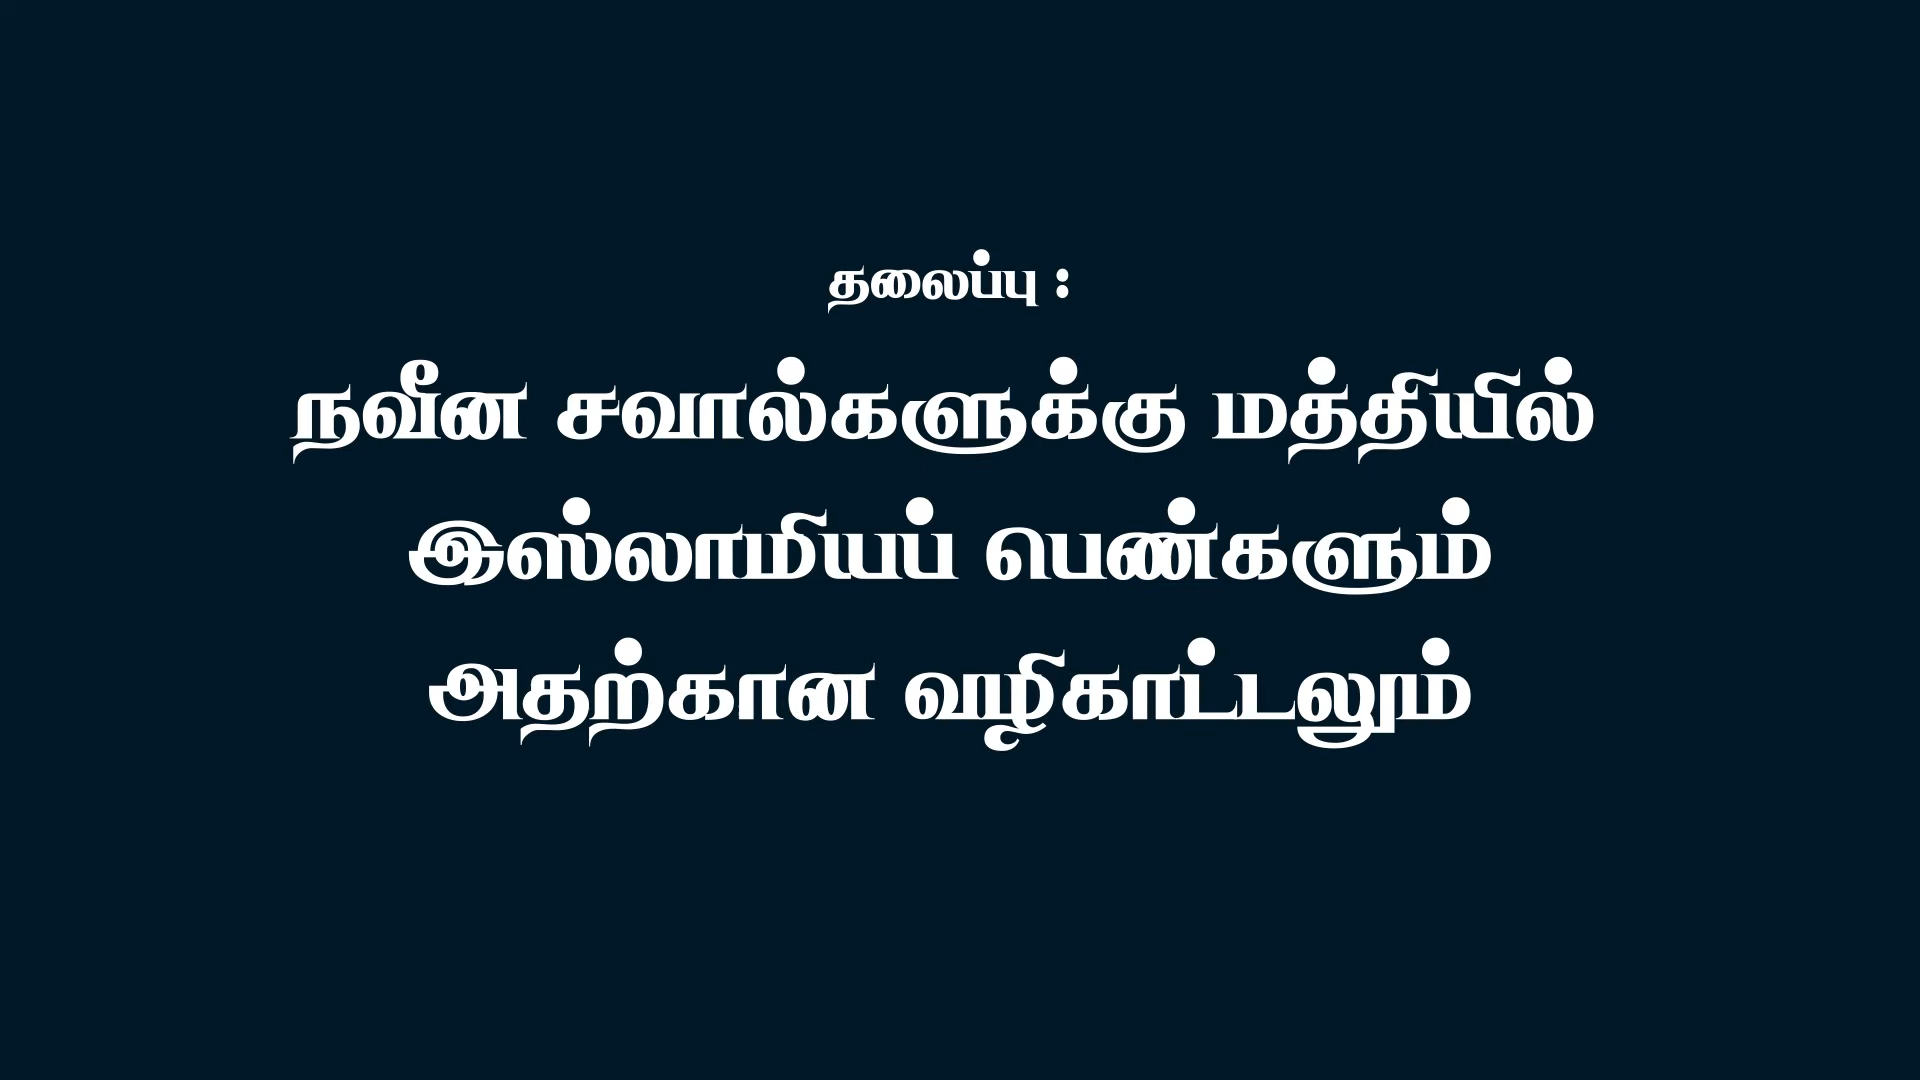 தலைப்பு :
நவீன சவால்களுக்கு மத்தியில்
இஸ்லாமியப் பெண்களும்
அதற்கான வழிகாட்டலும்